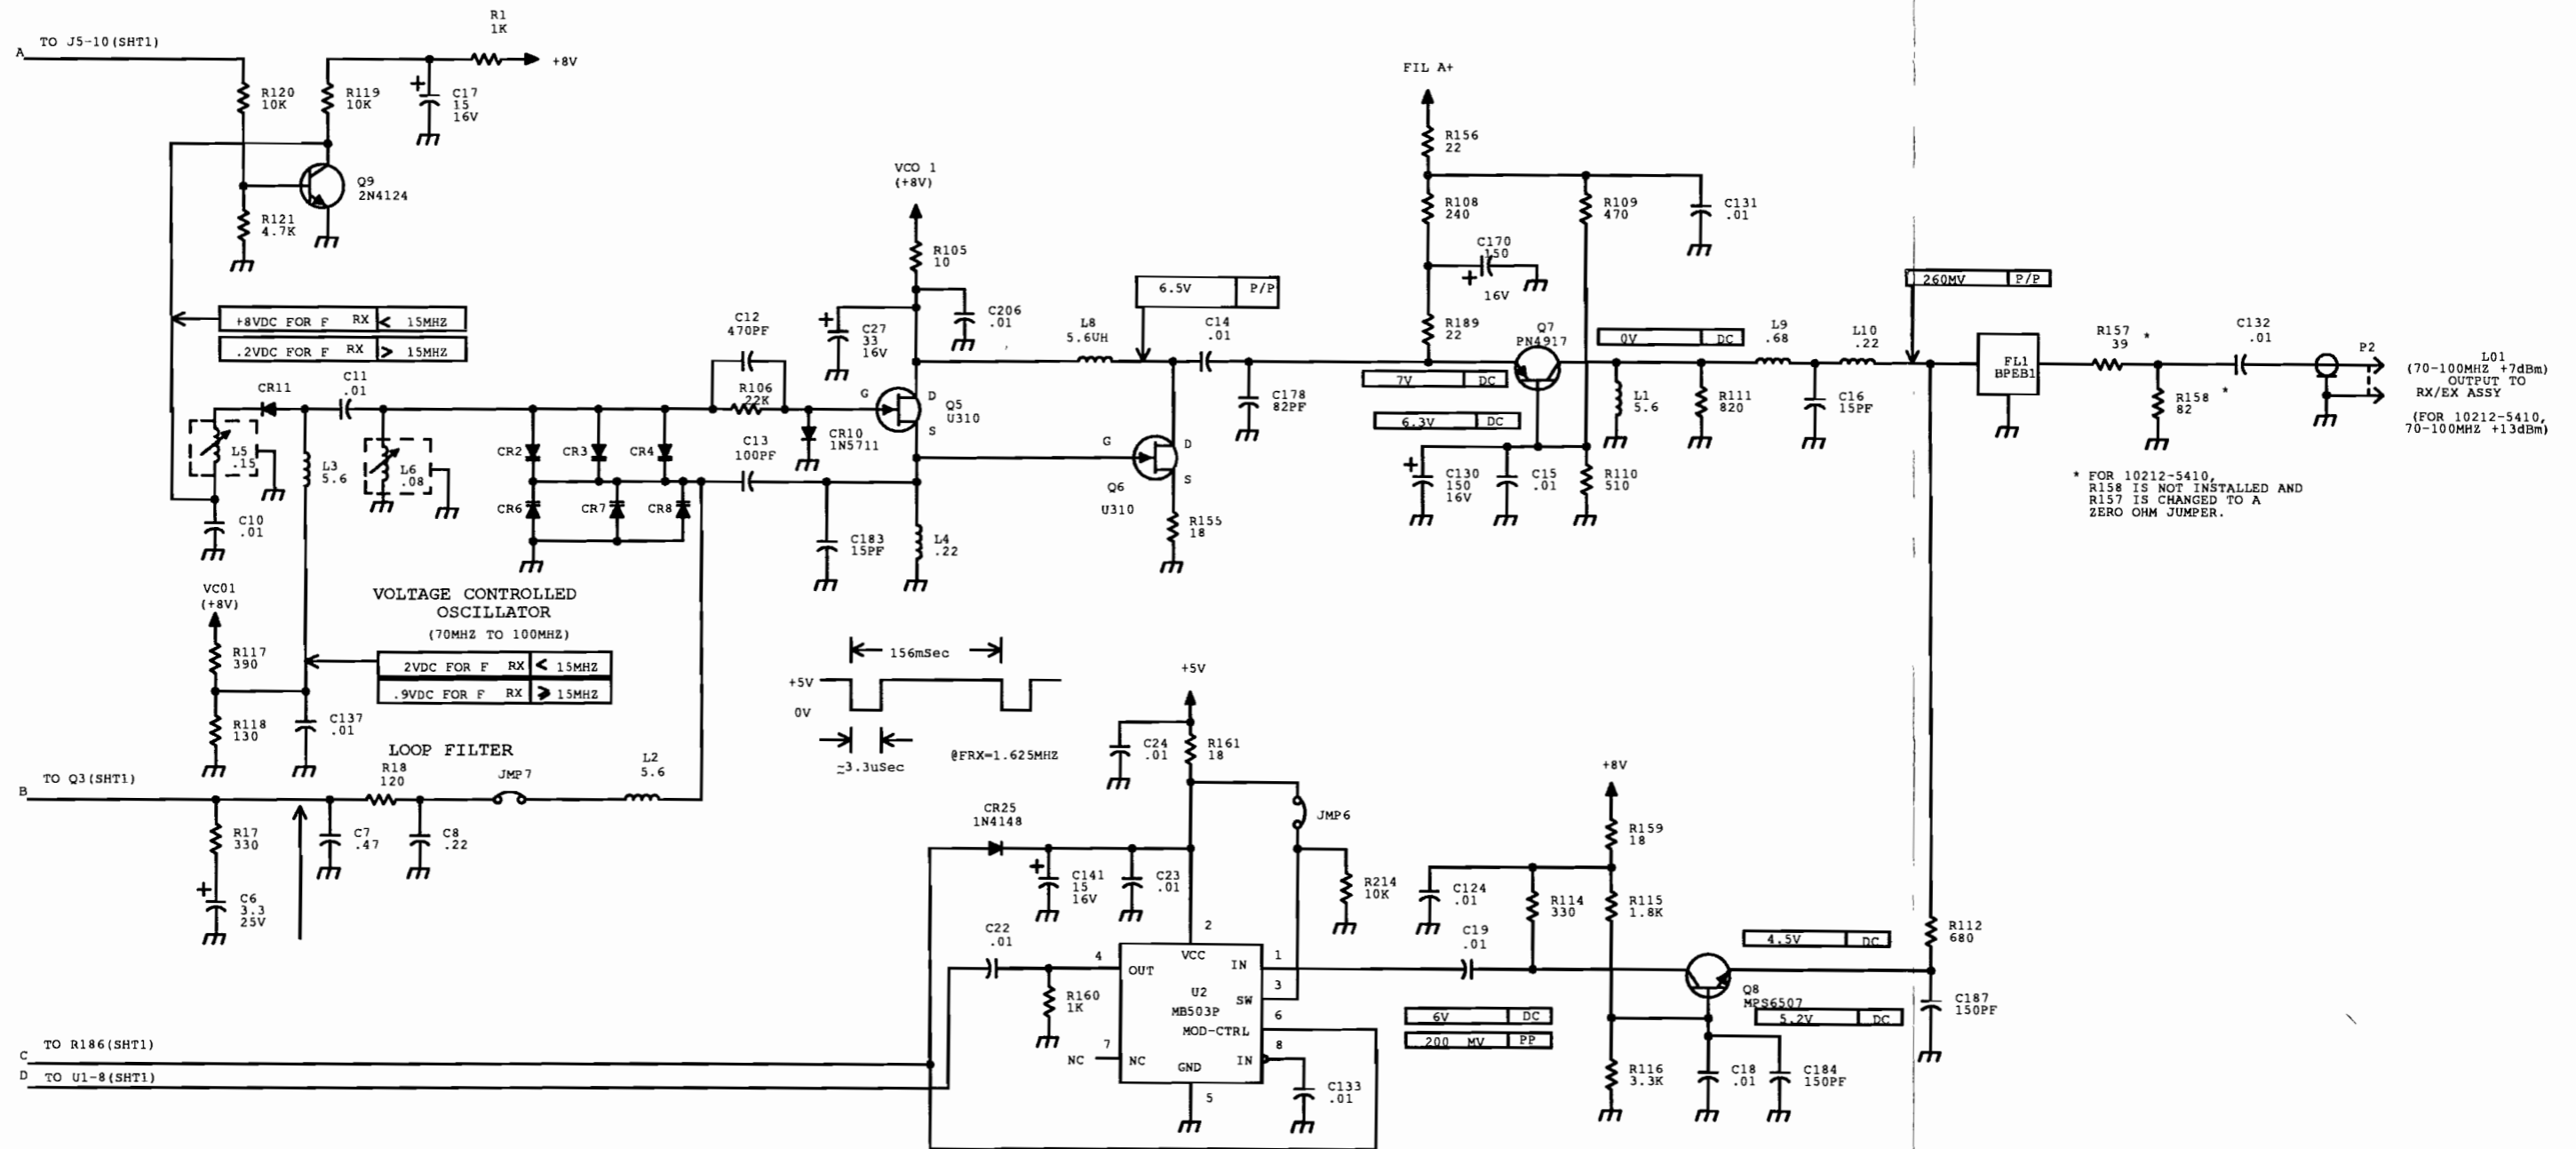 A
TO J5-10(SHT1)
R1
1K
+8V
R120
10K
R119
10K
C17
15
16V
+
Q9
2N4124
R121
4.7K
+8VDC FOR F RX < 15MHZ
.2VDC FOR F RX > 15MHZ
CR11
C11
.01
L5
.15
L3
5.6
L6
.08
C10
.01
CR2
CR3
CR4
CR6
CR7
CR8
C12
470PF
R106
22K
C13
100PF
CR10
1N5711
C183
15PF
L4
.22
VCO 1
(+8V)
R105
10
C206
.01
+
C27
33
16V
G
D
S
Q5
U310
L8
5.6UH
6.5V P/P
C14
.01
G
D
S
Q6
U310
R155
18
C178
82PF
FIL A+
R156
22
R108
240
R109
470
C131
.01
C170
150
+
16V
R189
22
Q7
PN4917
7V DC
6.3V DC
0V DC
+
C130
150
16V
C15
.01
R110
510
L1
5.6
R111
820
L9
.68
C16
15PF
L10
.22
260MV P/P
FL1
BPEB1
R157
39
*
R158
82
*
C132
.01
P2
L01
(70-100MHZ +7dBm)
OUTPUT TO
RX/EX ASSY
(FOR 10212-5410,
70-100MHZ +13dBm)
* FOR 10212-5410,
R158 IS NOT INSTALLED AND
R157 IS CHANGED TO A
ZERO OHM JUMPER.
VC01
(+8V)
R117
390
R118
130
C137
.01
VOLTAGE CONTROLLED
OSCILLATOR
(70MHZ TO 100MHZ)
2VDC FOR F RX < 15MHZ
.9VDC FOR F RX ⩾ 15MHZ
LOOP FILTER
B
TO Q3(SHT1)
R18
120
JMP7
L2
5.6
R17
330
C7
.47
C8
.22
+
C6
3.3
25V
156mSec
+5V
0V
~3.3uSec
@FRX=1.625MHZ
+5V
C24
.01
R161
18
JMP6
CR25
1N4148
+
C141
15
16V
C23
.01
R214
10K
C22
.01
R160
1K
2
VCC
4
OUT
IN
1
U2
MB503P
SW
3
MOD-CTRL
6
NC
7
NC
GND
IN
8
5
C133
.01
C19
.01
+8V
R159
18
C124
.01
R114
330
R115
1.8K
6V DC
200 MV PP
4.5V DC
Q8
MPS6507
5.2V DC
R116
3.3K
C18
.01
C184
150PF
R112
680
C187
150PF
C
TO R186(SHT1)
D
TO U1-8(SHT1)